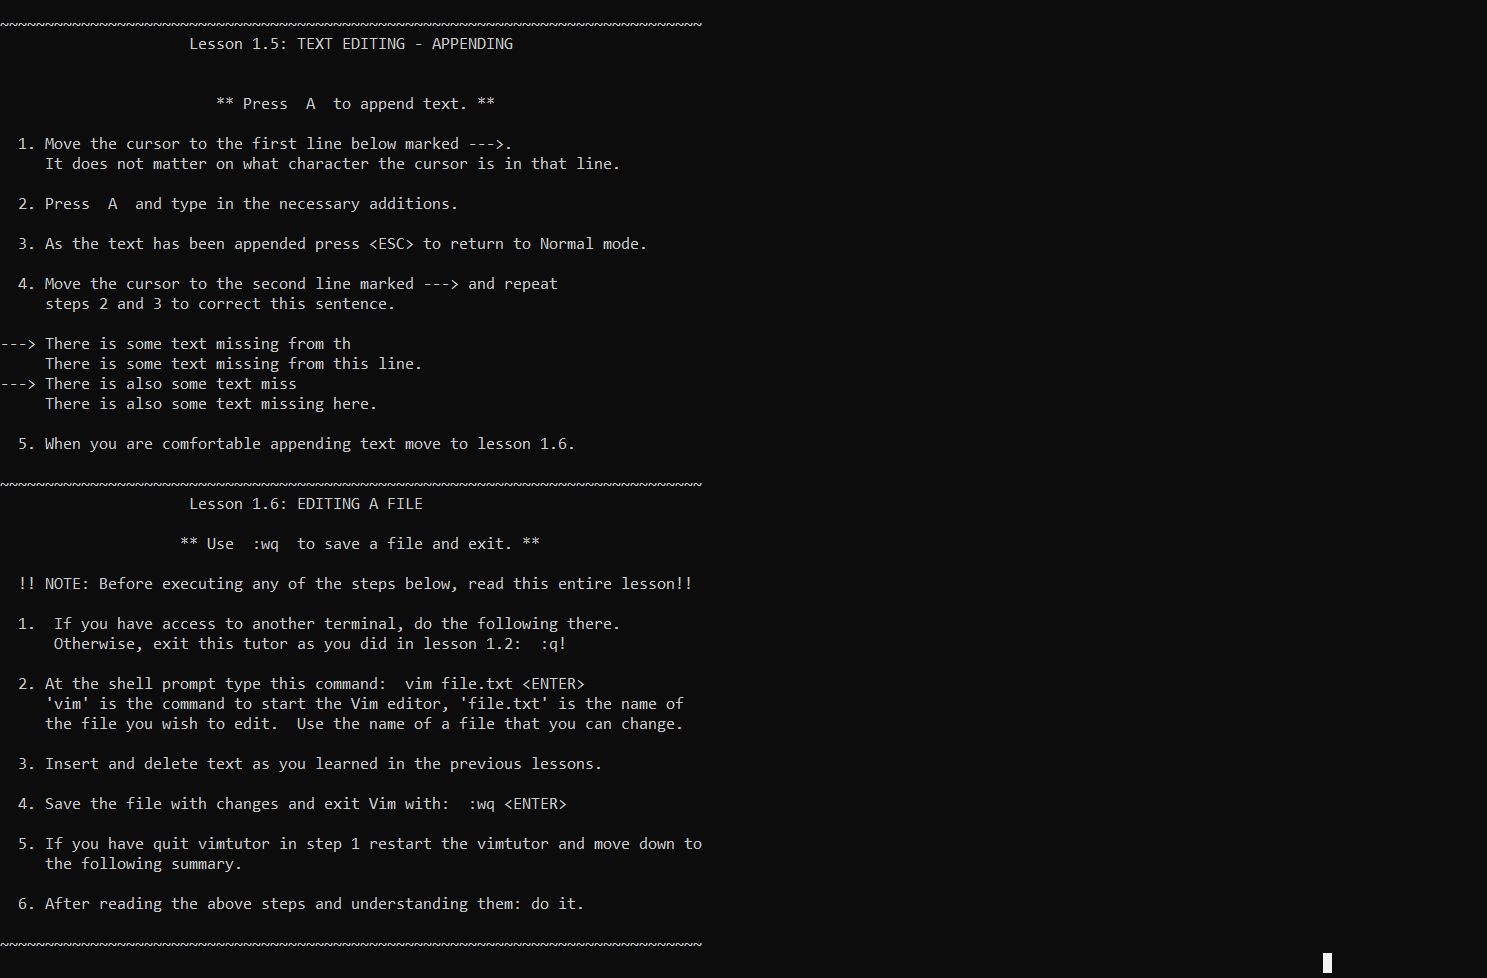 ~~~~~~~~~~~~~~~~~~~~~~~~~~~~~~~~~~~~~~~~~~~~~~~~~~~~~~~~~~~~~~~~~~~~~~~~~~~~~~
Lesson 1.5: TEXT EDITING - APPENDING
** Press  A  to append text. **
1. Move the cursor to the first line below marked --->.
It does not matter on what character the cursor is in that line.
2. Press  A  and type in the necessary additions.
3. As the text has been appended press <ESC> to return to Normal mode.
4. Move the cursor to the second line marked ---> and repeat
steps 2 and 3 to correct this sentence.
---> There is some text missing from th
There is some text missing from this line.
---> There is also some text miss
There is also some text missing here.
5. When you are comfortable appending text move to lesson 1.6.
~~~~~~~~~~~~~~~~~~~~~~~~~~~~~~~~~~~~~~~~~~~~~~~~~~~~~~~~~~~~~~~~~~~~~~~~~~~~~~
Lesson 1.6: EDITING A FILE
** Use  :wq  to save a file and exit. **
!! NOTE: Before executing any of the steps below, read this entire lesson!!
1.  If you have access to another terminal, do the following there.
Otherwise, exit this tutor as you did in lesson 1.2:  :q!
2. At the shell prompt type this command:  vim file.txt <ENTER>
'vim' is the command to start the Vim editor, 'file.txt' is the name of
the file you wish to edit.  Use the name of a file that you can change.
3. Insert and delete text as you learned in the previous lessons.
4. Save the file with changes and exit Vim with:  :wq <ENTER>
5. If you have quit vimtutor in step 1 restart the vimtutor and move down to
the following summary.
6. After reading the above steps and understanding them: do it.
~~~~~~~~~~~~~~~~~~~~~~~~~~~~~~~~~~~~~~~~~~~~~~~~~~~~~~~~~~~~~~~~~~~~~~~~~~~~~~